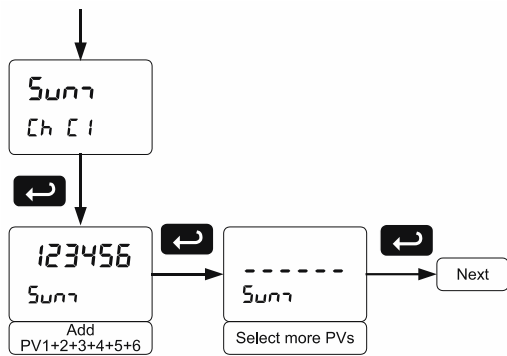 Sum
Ch C1
123456
Sum
Add
PV1+2+3+4+5+6
- - - - - -
Sum
Select more PVs
Next